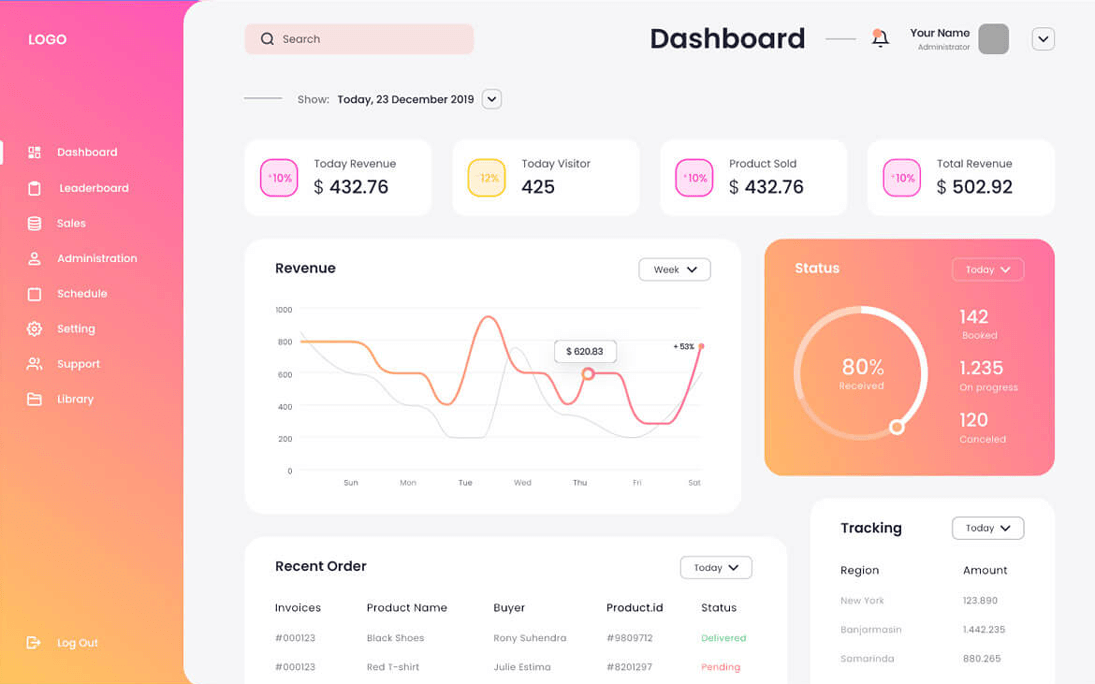 LOGO
Search
Dashboard
Your Name
Administrator
Show: Today, 23 December 2019
Dashboard
Leaderboard
Sales
Administration
Schedule
Setting
Support
Library
Log Out
10%
Today Revenue
$ 432.76
12%
Today Visitor
425
10%
Product Sold
$ 432.76
10%
Total Revenue
$ 502.92
Revenue
Week
1000
800
600
400
200
0
$ 620.83
+ 53%
Sun Mon Tue Wed Thu Fri Sat
Status
Today
80%
Received
142
Booked
1.235
On progress
120
Canceled
Recent Order
Today
Invoices Product Name Buyer Product.id Status
#000123 Black Shoes Rony Suhendra #9809712 Delivered
#000123 Red T-shirt Julie Estima #8201297 Pending
Tracking
Today
Region Amount
New York 123.890
Banjarmasin 1.442.235
Samarinda 880.265